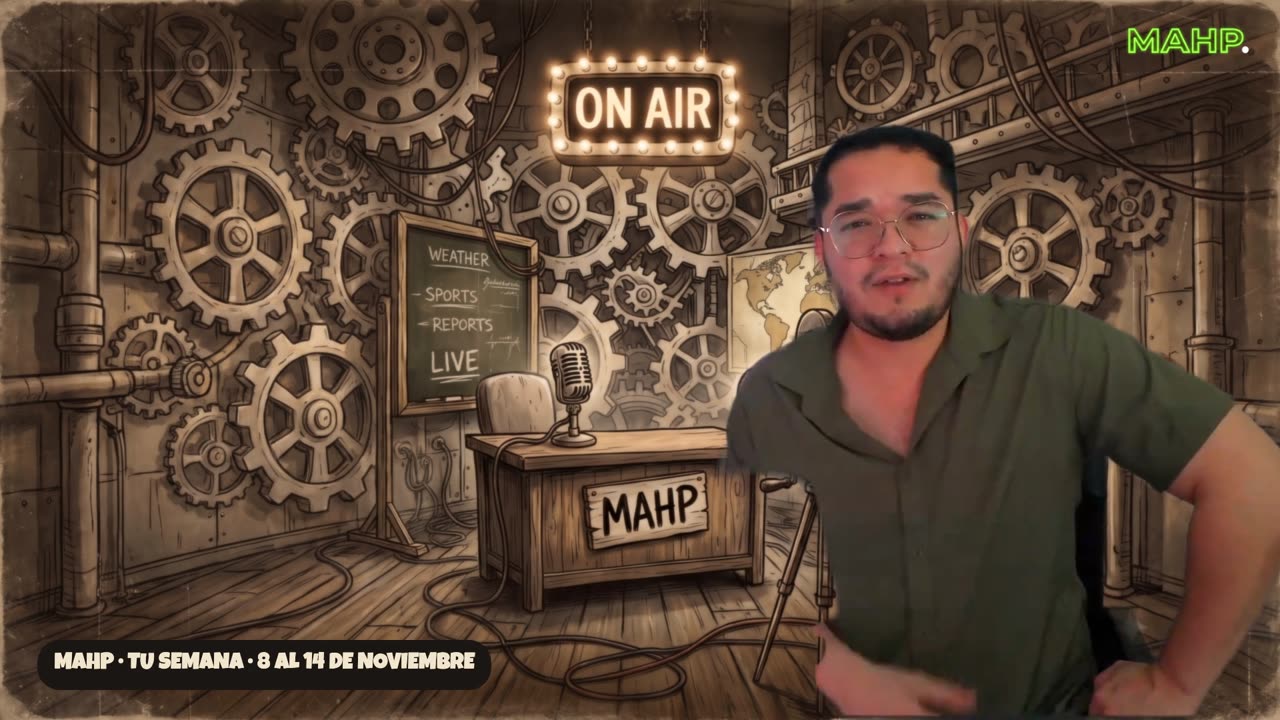 MAHP.
ON AIR
WEATHER
- SPORTS
- REPORTS
LIVE
MAHP
MAHP • TU SEMANA • 8 AL 14 DE NOVIEMBRE